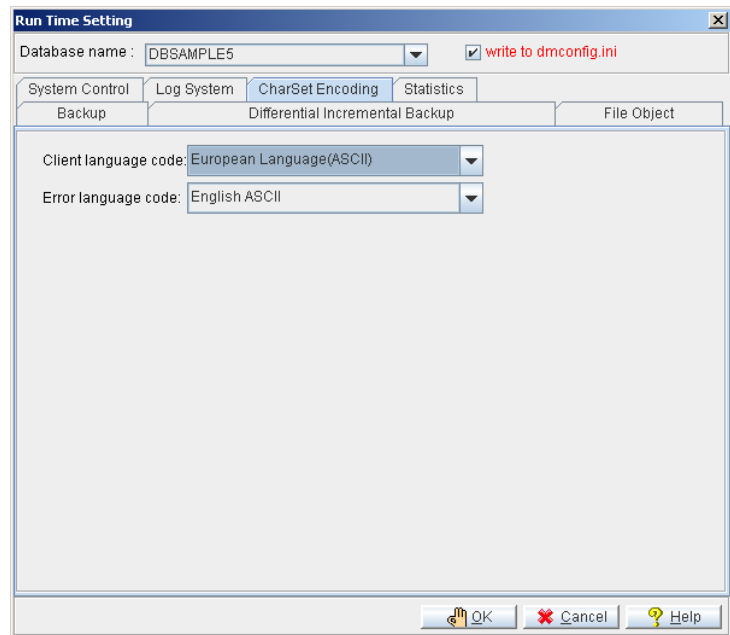 Run Time Setting
Database name : DBSAMPLE5 write to dmconfig.ini
System Control Log System CharSet Encoding Statistics
Backup Differential Incremental Backup File Object
Client language code: European Language(ASCII)
Error language code: English ASCII
OK Cancel Help